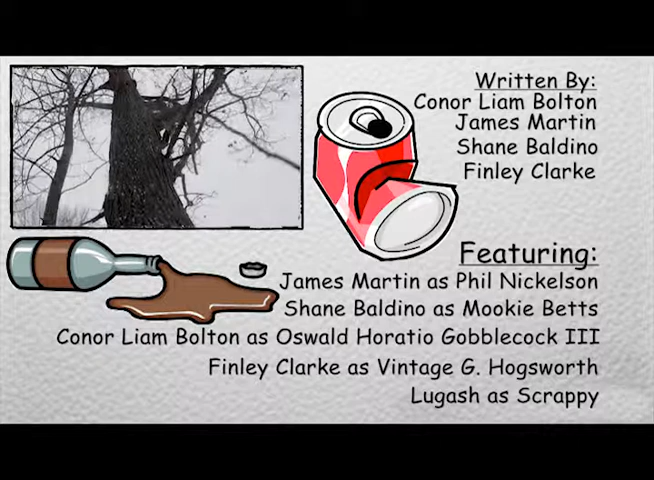 Written By:
Conor Liam Bolton
James Martin
Shane Baldino
Finley Clarke
Featuring:
James Martin as Phil Nickelson
Shane Baldino as Mookie Betts
Conor Liam Bolton as Oswald Horatio Gobblecock III
Finley Clarke as Vintage G. Hogsworth
Lugash as Scrappy